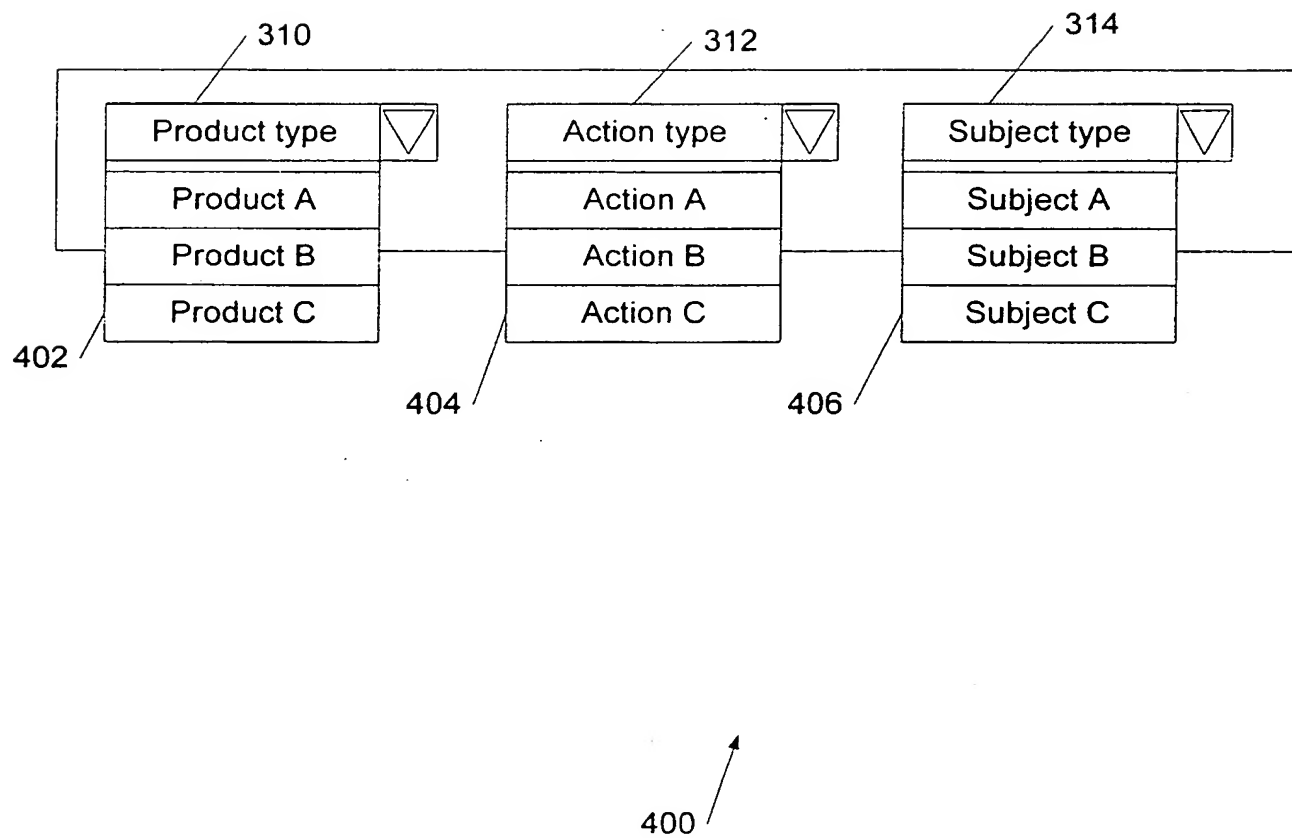 310 312 314
Product type Action type Subject type
Product A Action A Subject A
Product B Action B Subject B
Product C Action C Subject C
402 404 406
400